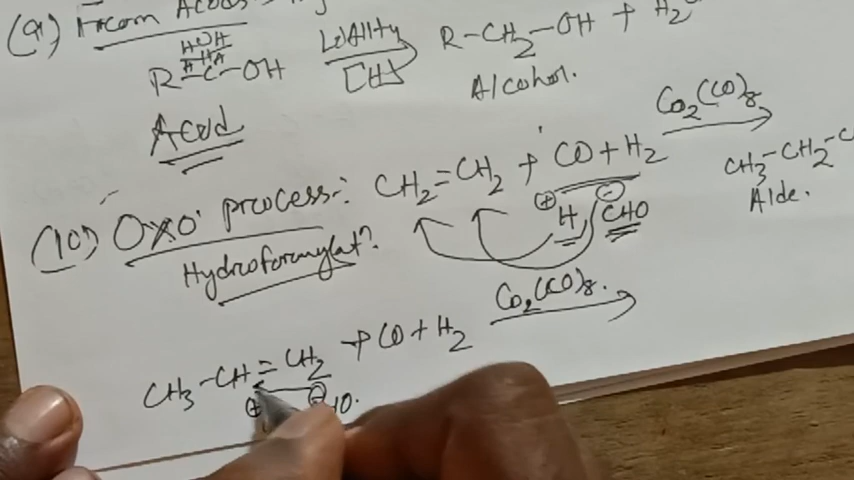 (9.) From Acids
R-C-OH LiAlH4 R-CH2-OH + H2
[H]
Acid Alcohol.
(10.) Oxo process:- CH2=CH2 + CO + H2 Co2(CO)8 CH3-CH2-C
⊕ ⊖ Alde.
H, CHO
Hydroformylat?
CH3-CH=CH2 + CO + H2 Co2(CO)8.
⊕ ⊖